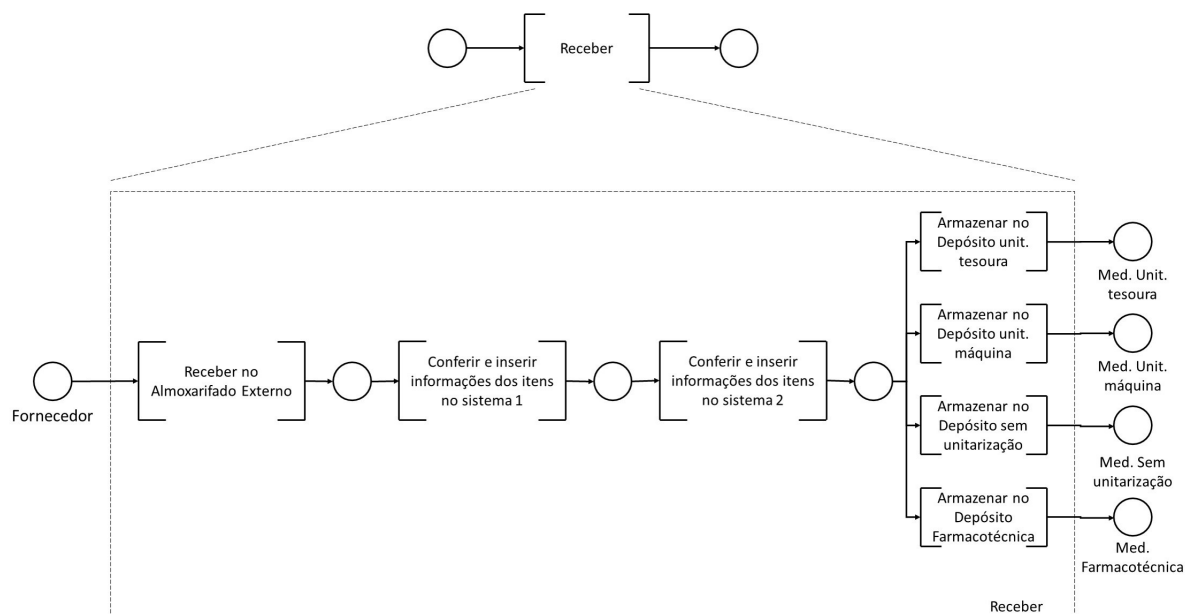 Receber
Fornecedor
Receber no
Almoxarifado Externo
Conferir e inserir
informações dos itens
no sistema 1
Conferir e inserir
informações dos itens
no sistema 2
Armazenar no
Depósito unit.
tesoura
Med. Unit.
tesoura
Armazenar no
Depósito unit.
máquina
Med. Unit.
máquina
Armazenar no
Depósito sem
unitarização
Med. Sem
unitarização
Armazenar no
Depósito
Farmacotécnica
Med.
Farmacotécnica
Receber